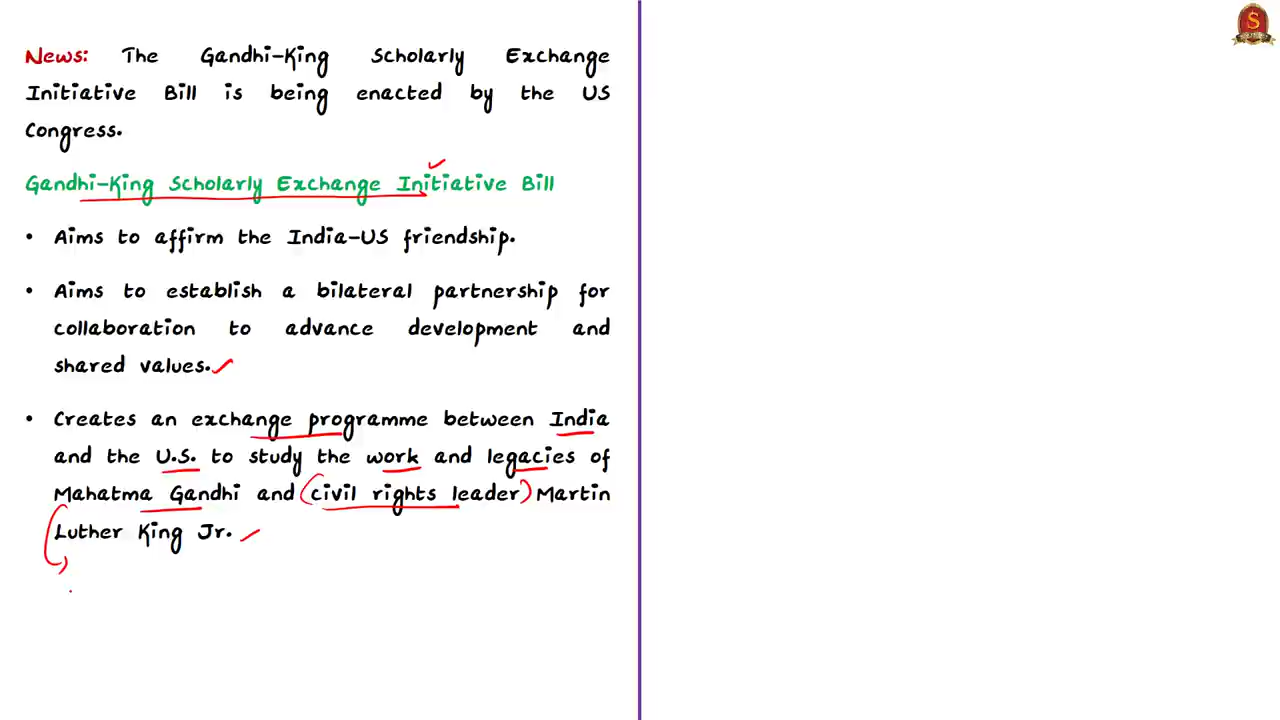 News: The Gandhi-King Scholarly Exchange
Initiative Bill is being enacted by the US
Congress.
Gandhi-King Scholarly Exchange Initiative Bill
• Aims to affirm the India-US friendship.
• Aims to establish a bilateral partnership for
collaboration to advance development and
shared values.
• Creates an exchange programme between India
and the U.S. to study the work and legacies of
Mahatma Gandhi and (civil rights leader) Martin
Luther King Jr.
S